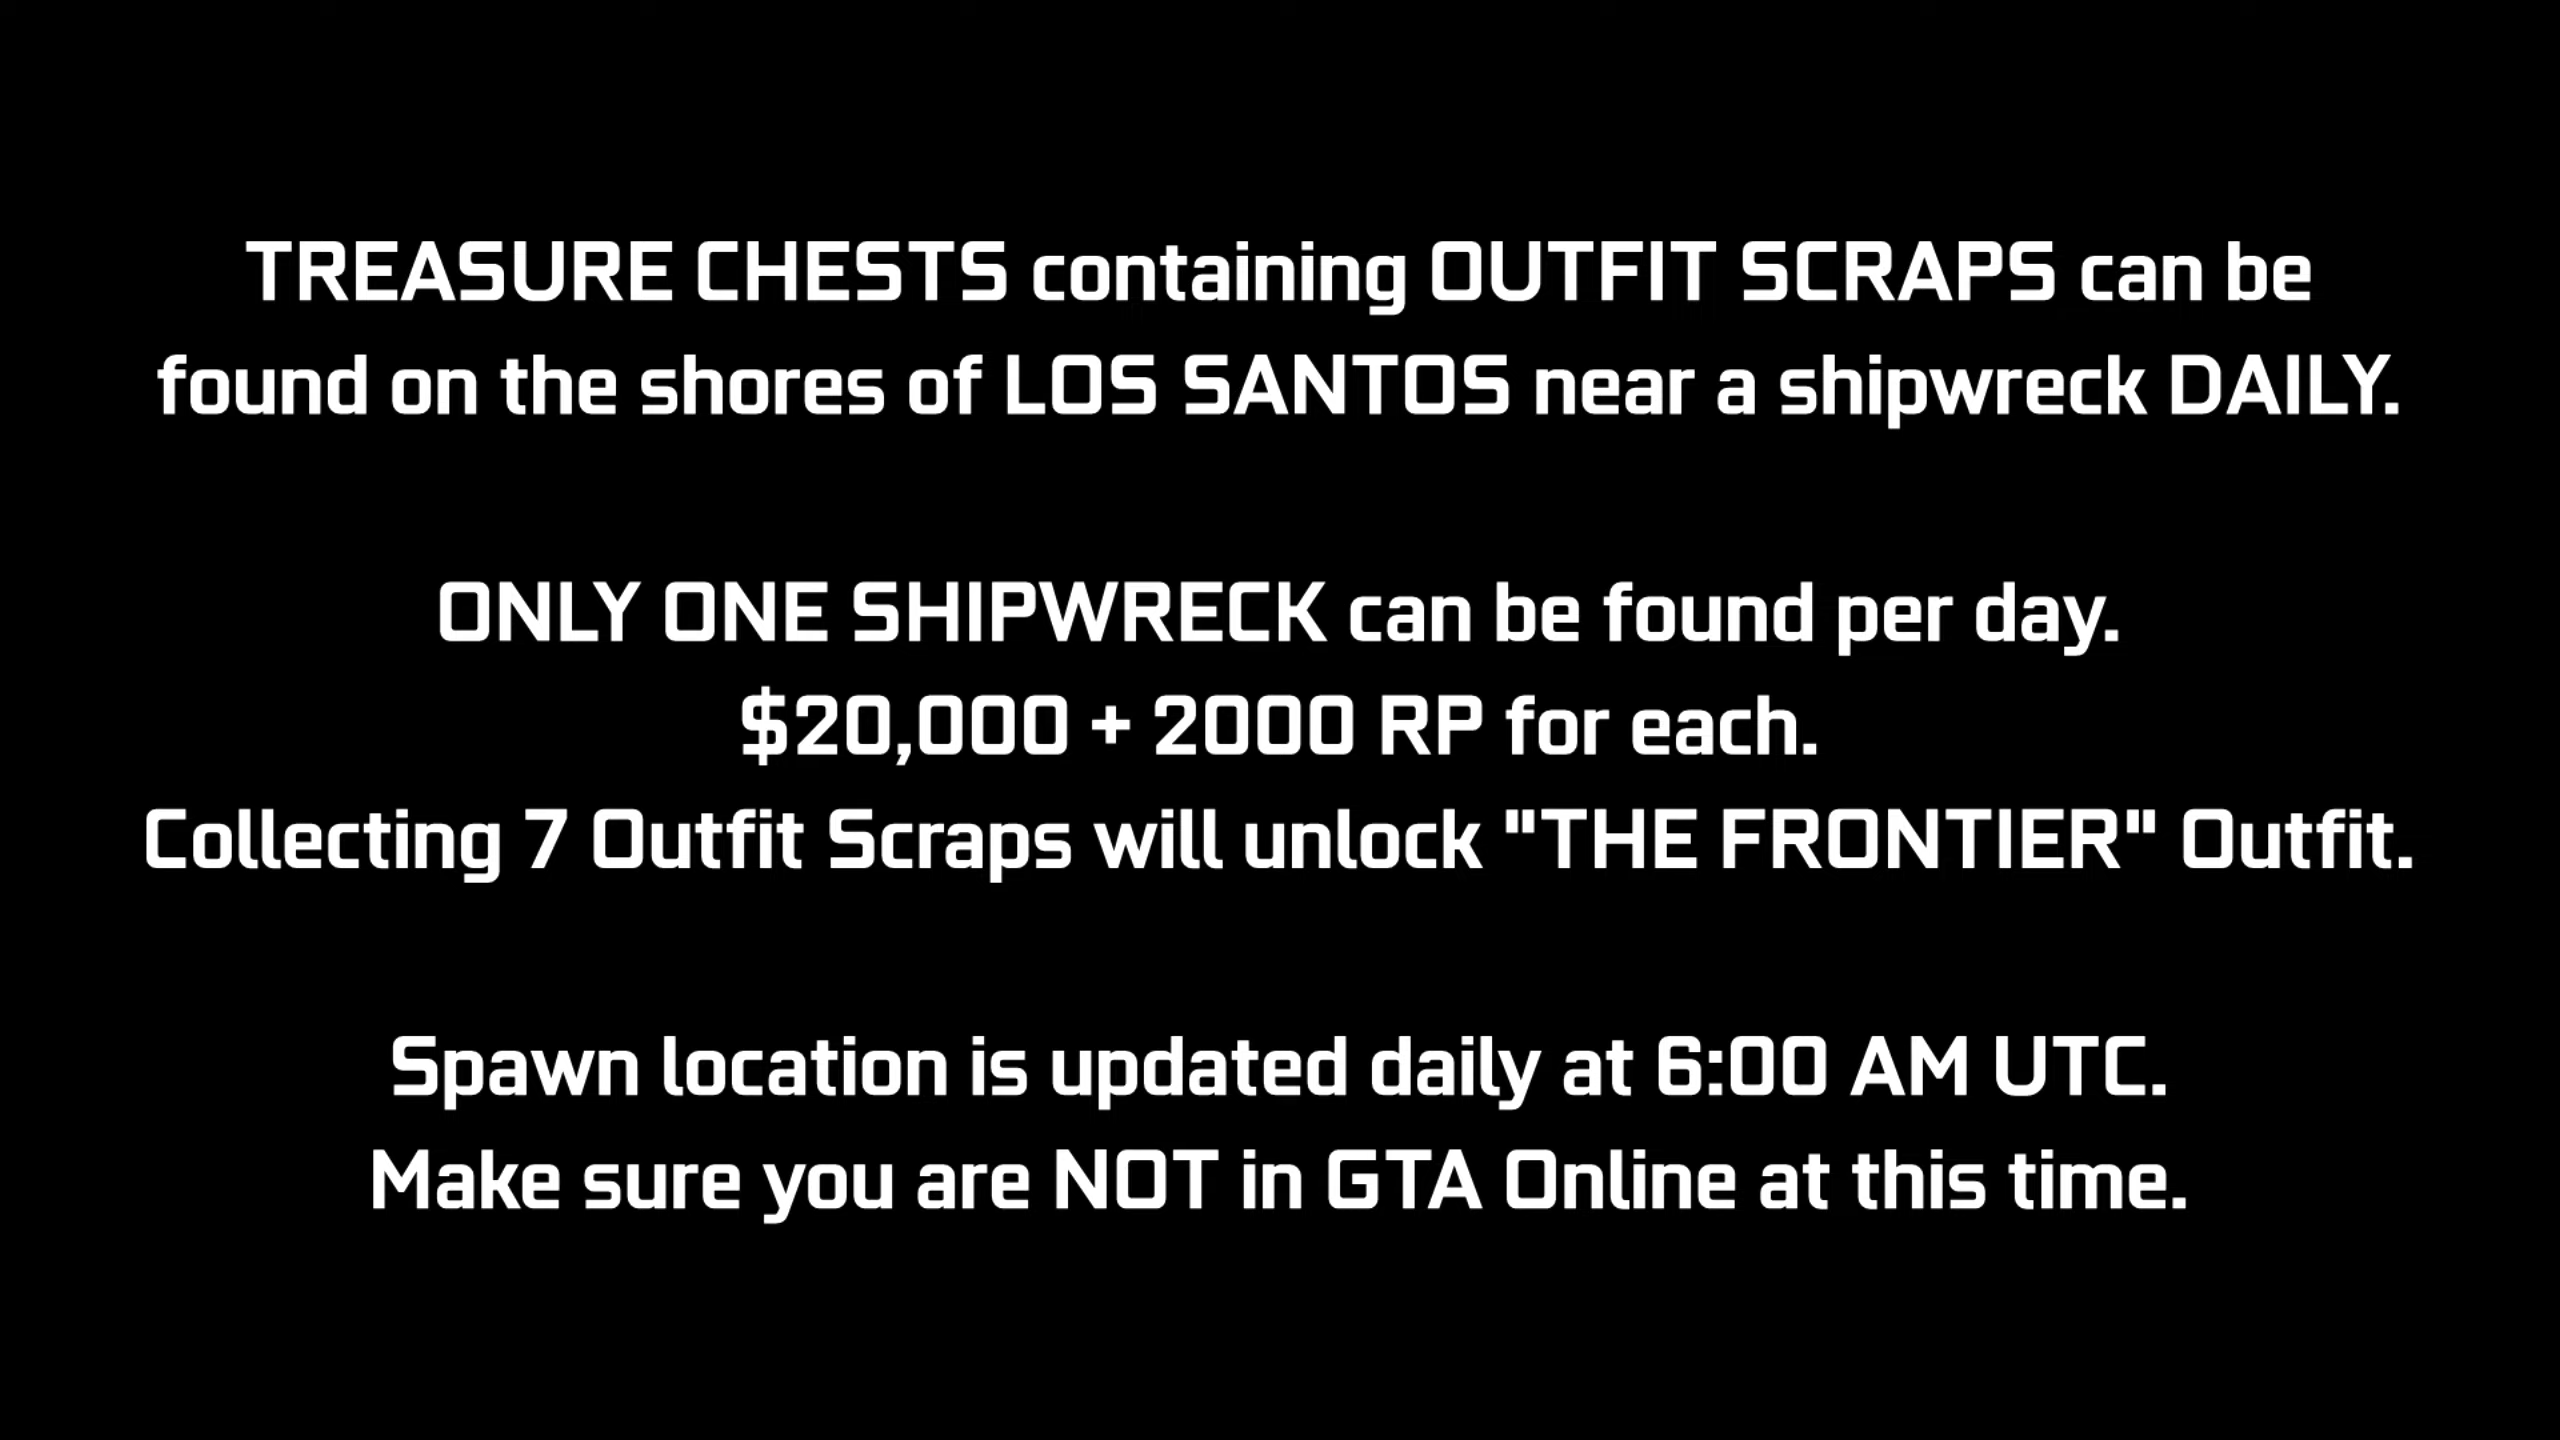 TREASURE CHESTS containing OUTFIT SCRAPS can be
found on the shores of LOS SANTOS near a shipwreck DAILY.
ONLY ONE SHIPWRECK can be found per day.
$20,000 + 2000 RP for each.
Collecting 7 Outfit Scraps will unlock "THE FRONTIER" Outfit.
Spawn location is updated daily at 6:00 AM UTC.
Make sure you are NOT in GTA Online at this time.